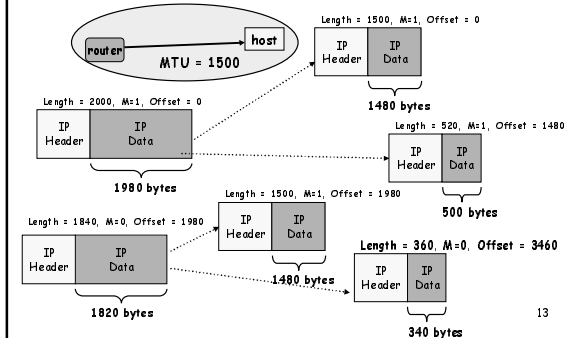 router
host
MTU = 1500
Length = 1500, M=1, Offset = 0
IP Header
IP Data
1480 bytes
Length = 2000, M=1, Offset = 0
IP Header
IP Data
1980 bytes
Length = 520, M=1, Offset = 1480
IP Header
IP Data
500 bytes
Length = 1500, M=1, Offset = 1980
IP Header
IP Data
1480 bytes
Length = 1840, M=0, Offset = 1980
IP Header
IP Data
1820 bytes
Length = 360, M=0, Offset = 3460
IP Header
IP Data
340 bytes
13